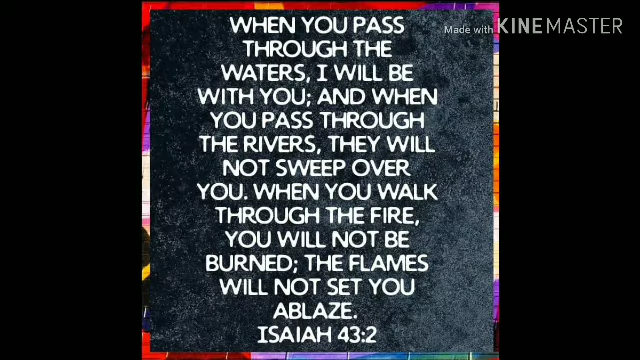 Made with KINEMASTER
WHEN YOU PASS
THROUGH THE
WATERS, I WILL BE
WITH YOU; AND WHEN
YOU PASS THROUGH
THE RIVERS, THEY WILL
NOT SWEEP OVER
YOU. WHEN YOU WALK
THROUGH THE FIRE,
YOU WILL NOT BE
BURNED; THE FLAMES
WILL NOT SET YOU
ABLAZE.
ISAIAH 43:2